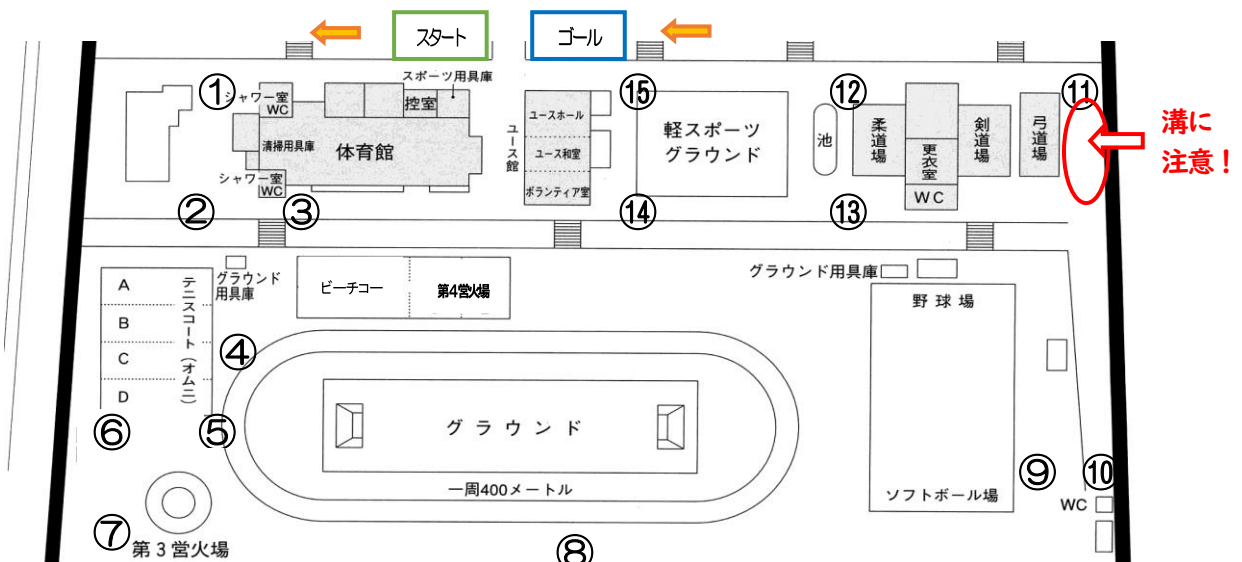 スタート
ゴール
①
シャワー室
WC
スポーツ用具庫
控室
清掃用具庫
体育館
シャワー室
WC
②
③
ユース館
ユースホール
ユース和室
ボランティア室
⑮
軽スポーツ
グラウンド
⑭
池
⑫
⑬
柔道場
更衣室
WC
剣道場
弓道場
⑪
溝に
注意！
A
B
C
D
テニスコート（オムニ）
グラウンド
用具庫
ビーチコー
第4営火場
グラウンド用具庫
野球場
④
⑤
⑥
グラウンド
一周400メートル
ソフトボール場
⑨
⑩
WC
⑦
第３営火場
⑧